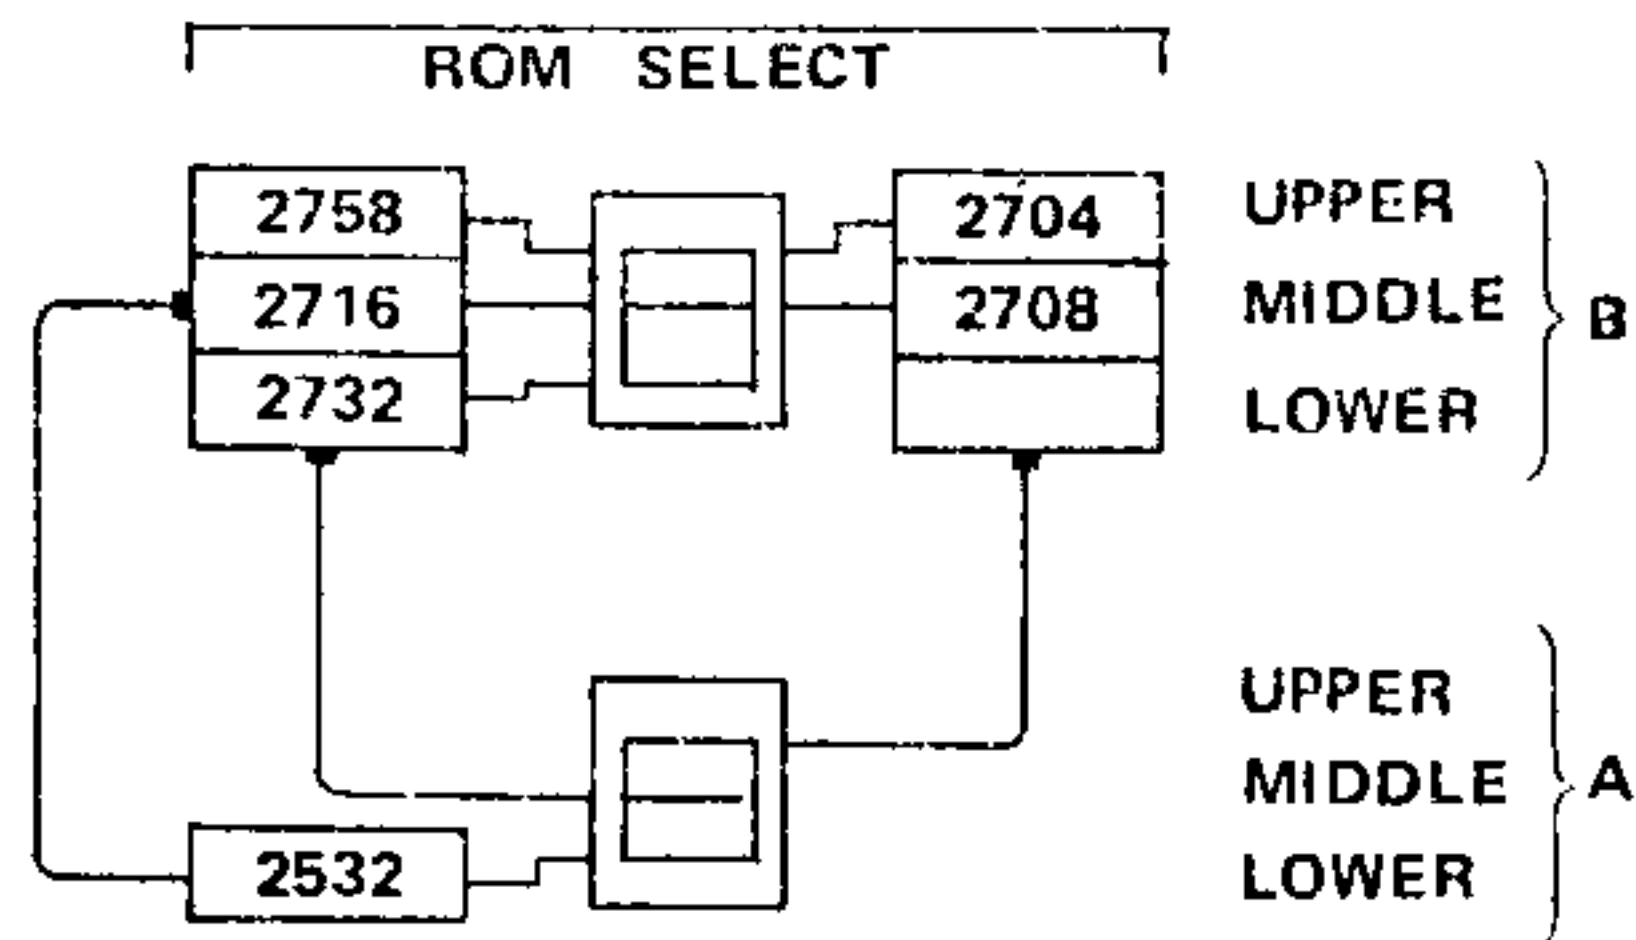 ROM SELECT
2758 2704 UPPER
2716 2708 MIDDLE B
2732 LOWER
UPPER
MIDDLE A
2532 LOWER